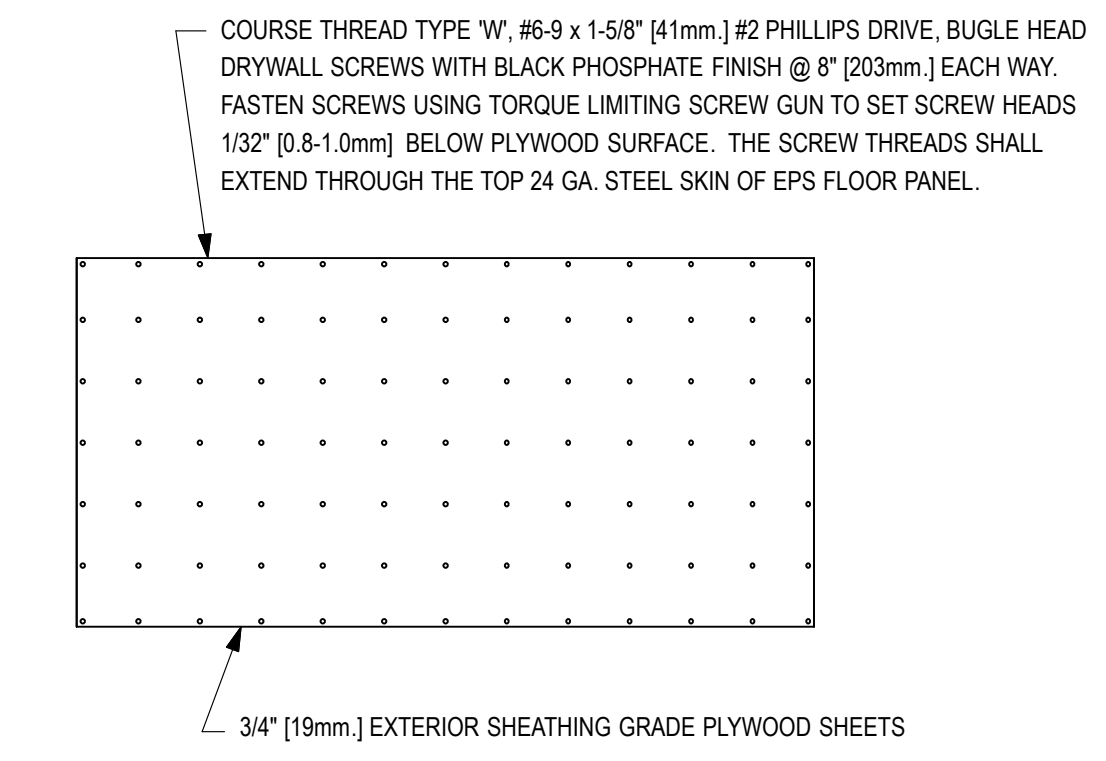 COURSE THREAD TYPE 'W', #6-9 x 1-5/8" [41mm.] #2 PHILLIPS DRIVE, BUGLE HEAD
DRYWALL SCREWS WITH BLACK PHOSPHATE FINISH @ 8" [203mm.] EACH WAY.
FASTEN SCREWS USING TORQUE LIMITING SCREW GUN TO SET SCREW HEADS
1/32" [0.8-1.0mm] BELOW PLYWOOD SURFACE. THE SCREW THREADS SHALL
EXTEND THROUGH THE TOP 24 GA. STEEL SKIN OF EPS FLOOR PANEL.
3/4" [19mm.] EXTERIOR SHEATHING GRADE PLYWOOD SHEETS